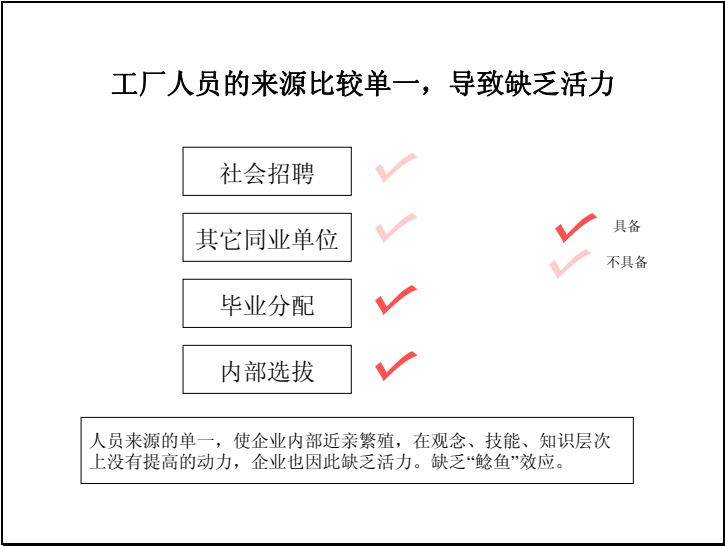 工厂人员的来源比较单一，导致缺乏活力
社会招聘
其它同业单位
具备
不具备
毕业分配
内部选拔
人员来源的单一，使企业内部近亲繁殖，在观念、技能、知识层次
上没有提高的动力，企业也因此缺乏活力。缺乏“鲶鱼”效应。